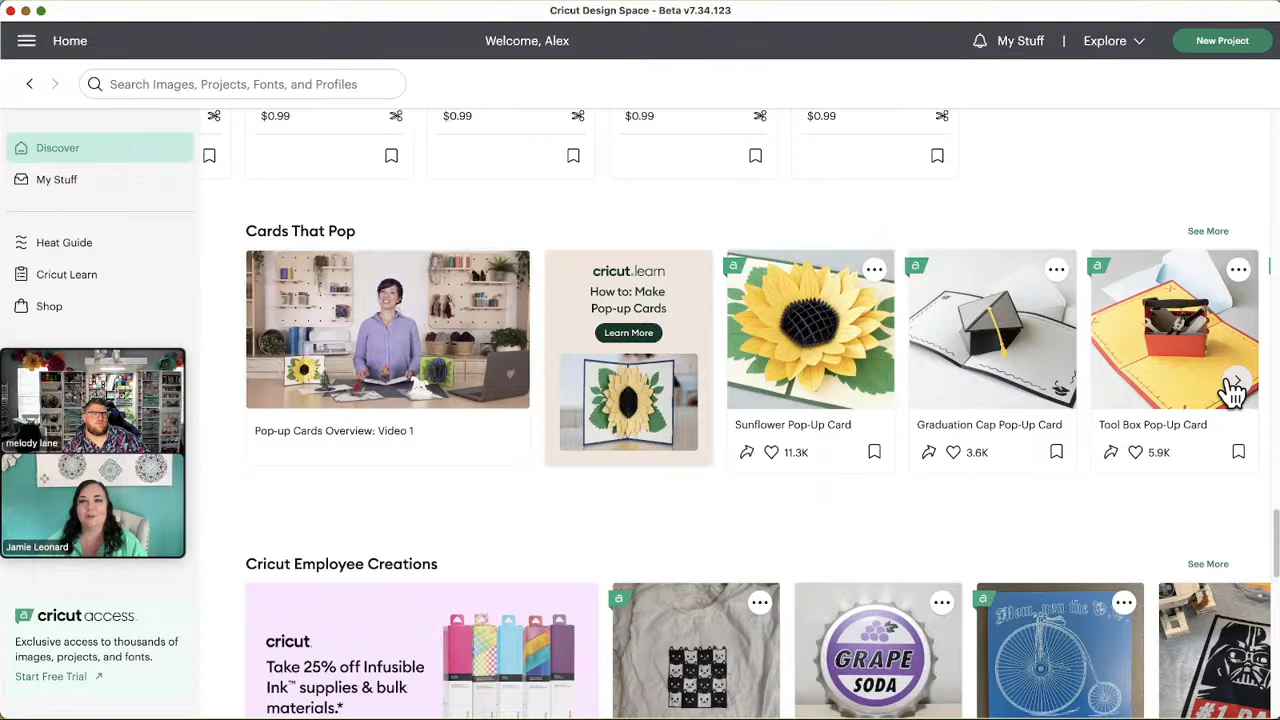 Cricut Design Space - Beta v7.34.123
Home
Welcome, Alex
My Stuff | Explore
New Project
Search Images, Projects, Fonts, and Profiles
Discover
My Stuff
Heat Guide
Cricut Learn
Shop
melody lane
Jamie Leonard
a cricut access
Exclusive access to thousands of
images, projects, and fonts.
Start Free Trial
$0.99
$0.99
$0.99
$0.99
Cards That Pop
See More
Pop-up Cards Overview: Video 1
cricut learn
How to: Make
Pop-up Cards
Learn More
a
Sunflower Pop-Up Card
11.3K
a
Graduation Cap Pop-Up Card
3.6K
a
Tool Box Pop-Up Card
5.9K
Cricut Employee Creations
See More
cricut
Take 25% off Infusible
Ink™ supplies & bulk
materials.*
a
GRAPE
SODA
a
Mom, you the